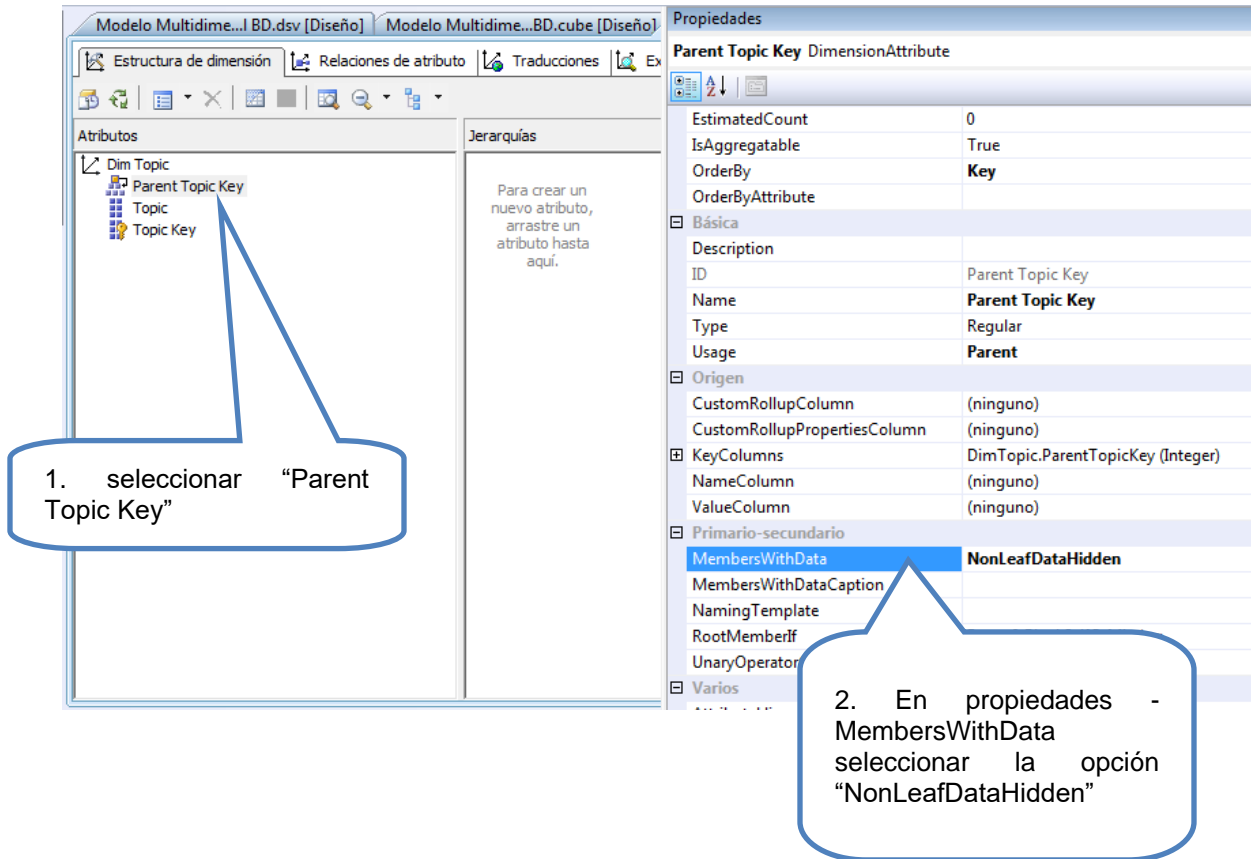 Modelo Multidime...l BD.dsv [Diseño]
Modelo Multidime...BD.cube [Diseño]
Estructura de dimensión
Relaciones de atributo
Traducciones
Ex
Atributos
Dim Topic
Parent Topic Key
Topic
Topic Key
Jerarquías
Para crear un
nuevo atributo,
arrastre un
atributo hasta
aquí.
1. seleccionar “Parent
Topic Key”
Propiedades
Parent Topic Key DimensionAttribute
EstimatedCount 0
IsAggregatable True
OrderBy Key
OrderByAttribute
Básica
Description
ID Parent Topic Key
Name Parent Topic Key
Type Regular
Usage Parent
Origen
CustomRollupColumn (ninguno)
CustomRollupPropertiesColumn (ninguno)
KeyColumns DimTopic.ParentTopicKey (Integer)
NameColumn (ninguno)
ValueColumn (ninguno)
Primario-secundario
MembersWithData NonLeafDataHidden
MembersWithDataCaption
NamingTemplate
RootMemberIf
UnaryOperator
Varios
2. En propiedades -
MembersWithData
seleccionar la opción
“NonLeafDataHidden”